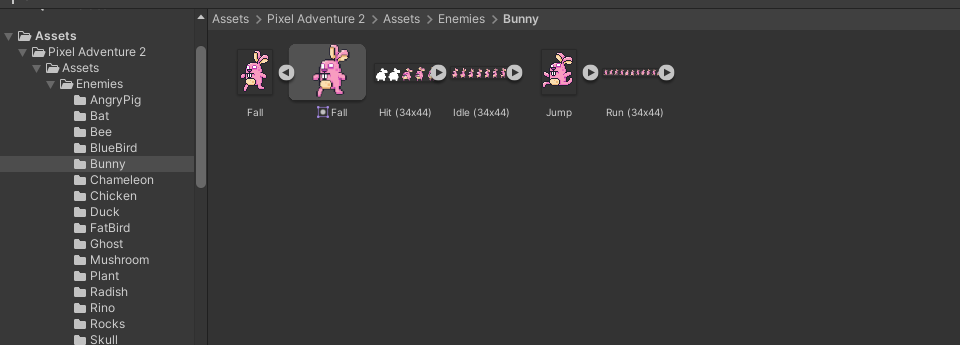 Assets > Pixel Adventure 2 > Assets > Enemies > Bunny
Assets
Pixel Adventure 2
Assets
Enemies
AngryPig
Bat
Bee
BlueBird
Bunny
Chameleon
Chicken
Duck
FatBird
Ghost
Mushroom
Plant
Radish
Rino
Rocks
Skull
Fall
Fall
Hit (34x44)
Idle (34x44)
Jump
Run (34x44)